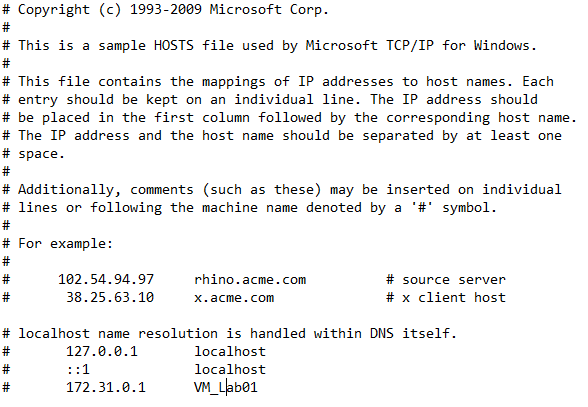 # Copyright (c) 1993-2009 Microsoft Corp.
#
# This is a sample HOSTS file used by Microsoft TCP/IP for Windows.
#
# This file contains the mappings of IP addresses to host names. Each
# entry should be kept on an individual line. The IP address should
# be placed in the first column followed by the corresponding host name.
# The IP address and the host name should be separated by at least one
# space.
#
# Additionally, comments (such as these) may be inserted on individual
# lines or following the machine name denoted by a '#' symbol.
#
# For example:
#
#      102.54.94.97     rhino.acme.com          # source server
#       38.25.63.10     x.acme.com              # x client host

# localhost name resolution is handled within DNS itself.
#       127.0.0.1       localhost
#       ::1             localhost
#       172.31.0.1      VM_Lab01